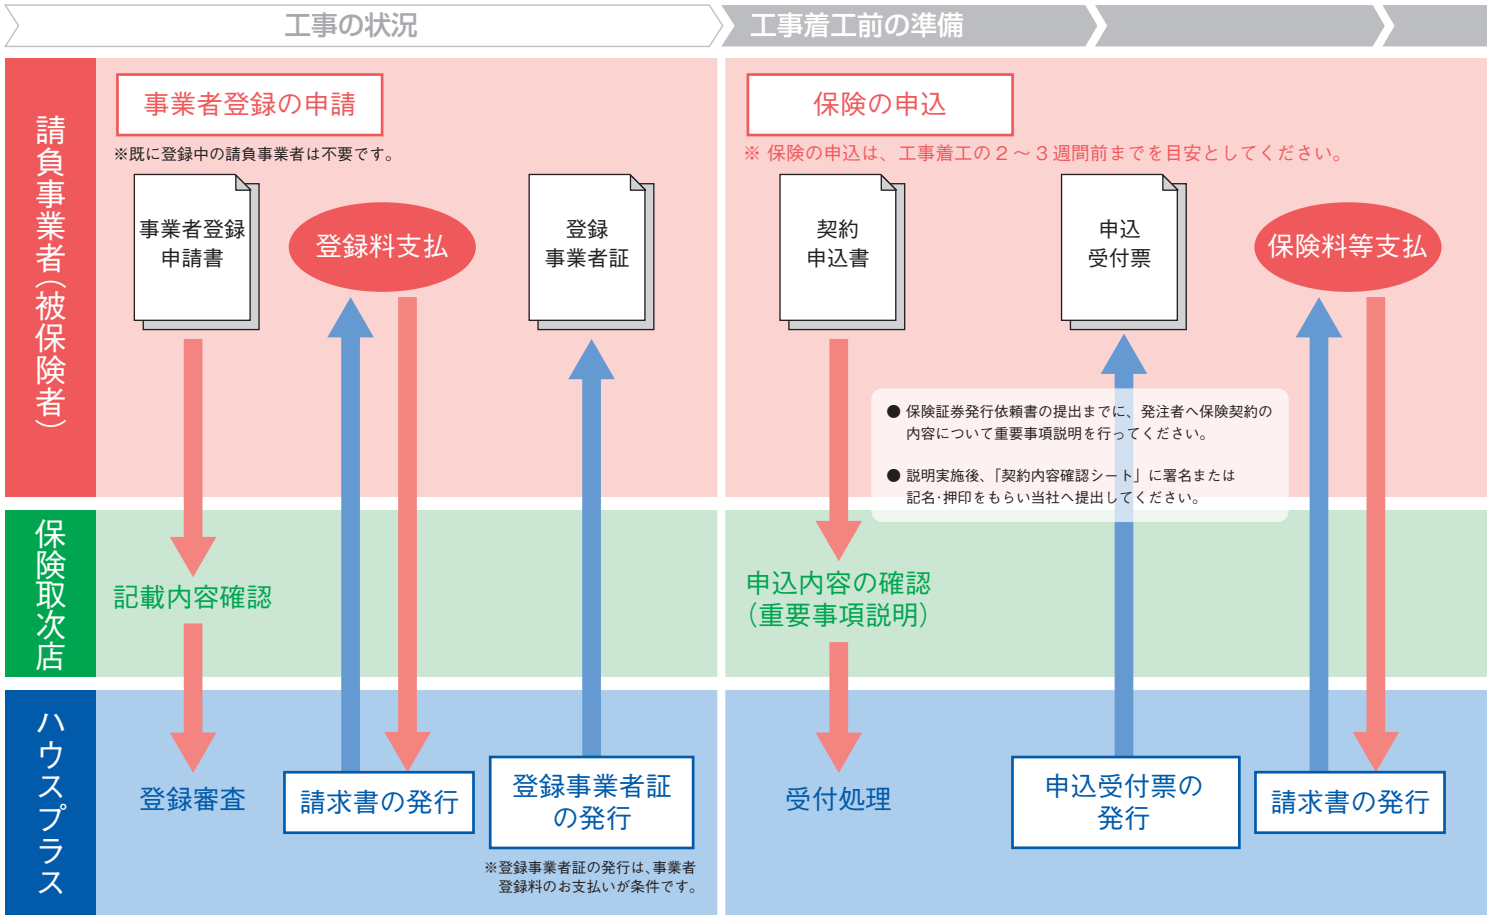 工事の状況
工事着工前の準備
請負事業者（被保険者）
事業者登録の申請
※既に登録中の請負事業者は不要です。
事業者登録
申請書
登録料支払
登録
事業者証
保険の申込
※ 保険の申込は、工事着工の２～３週間前までを目安としてください。
契約
申込書
申込
受付票
保険料等支払
● 保険証券発行依頼書の提出までに、発注者へ保険契約の
内容について重要事項説明を行ってください。
● 説明実施後、「契約内容確認シート」に署名または
記名・押印をもらい当社へ提出してください。
保険取次店
記載内容確認
申込内容の確認
（重要事項説明）
ハウスプラス
登録審査
請求書の発行
登録事業者証
の発行
※登録事業者証の発行は、事業者
登録料のお支払いが条件です。
受付処理
申込受付票の
発行
請求書の発行